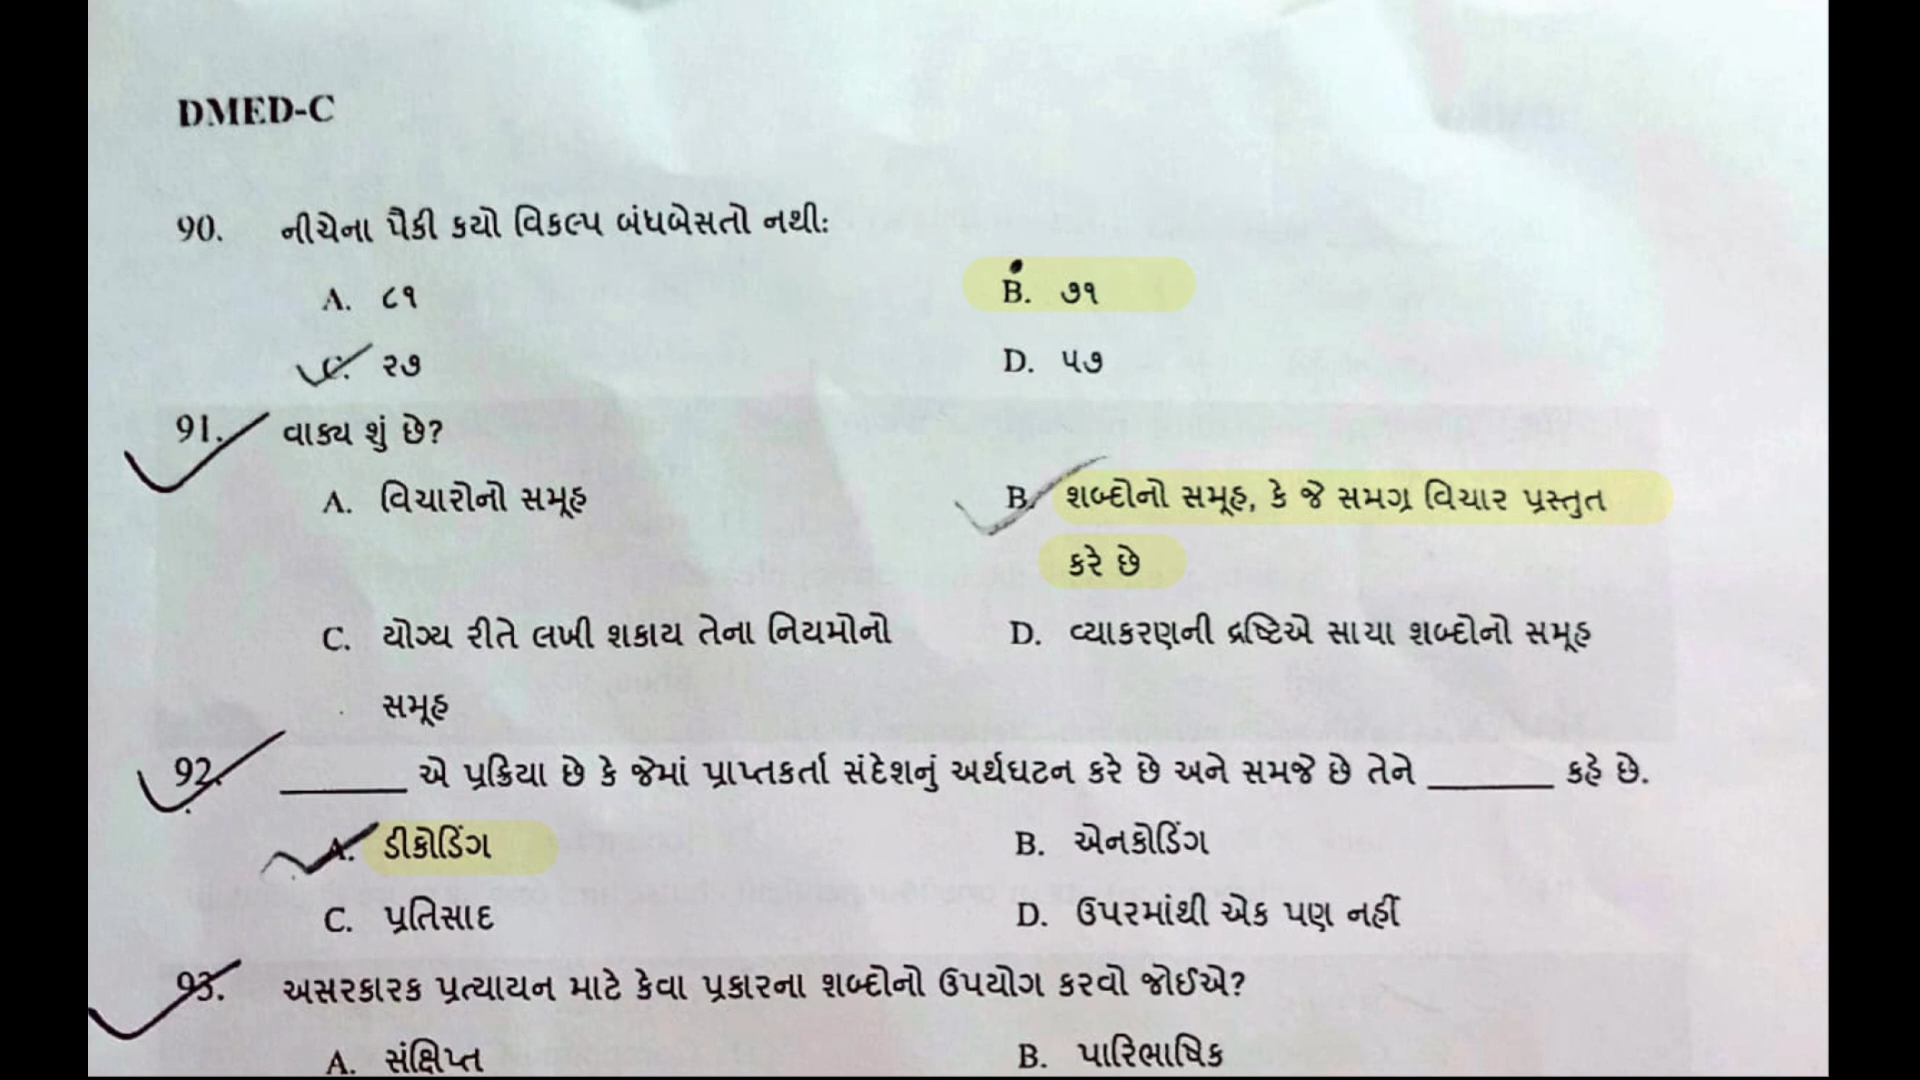 DMED-C
90. નીચેના પૈકી કયો વિકલ્પ બંધબેસતો નથી:
A. ૮૧ B. ૭૧
C. ૨૭ D. ૫૭
91. વાક્ય શું છે?
A. વિચારોનો સમૂહ B. શબ્દોનો સમૂહ, કે જે સમગ્ર વિચાર પ્રસ્તુત
કરે છે
C. યોગ્ય રીતે લખી શકાય તેના નિયમોનો D. વ્યાકરણની દ્રષ્ટિએ સાચા શબ્દોનો સમૂહ
સમૂહ
92. ______ એ પ્રક્રિયા છે કે જેમાં પ્રાપ્તકર્તા સંદેશનું અર્થઘટન કરે છે અને સમજે છે તેને ______ કહે છે.
A. ડીકોડિંગ B. એનકોડિંગ
C. પ્રતિસાદ D. ઉપરમાંથી એક પણ નહીં
93. અસરકારક પ્રત્યાયન માટે કેવા પ્રકારના શબ્દોનો ઉપયોગ કરવો જોઈએ?
A. સંક્ષિપ્ત B. પારિભાષિક